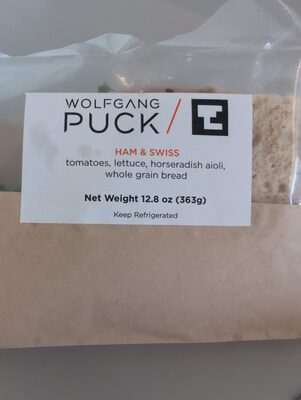 WOLFGANG
PUCK
HAM & SWISS
tomatoes, lettuce, horseradish aioli,
whole grain bread
Net Weight 12.8 oz (363g)
Keep Refrigerated